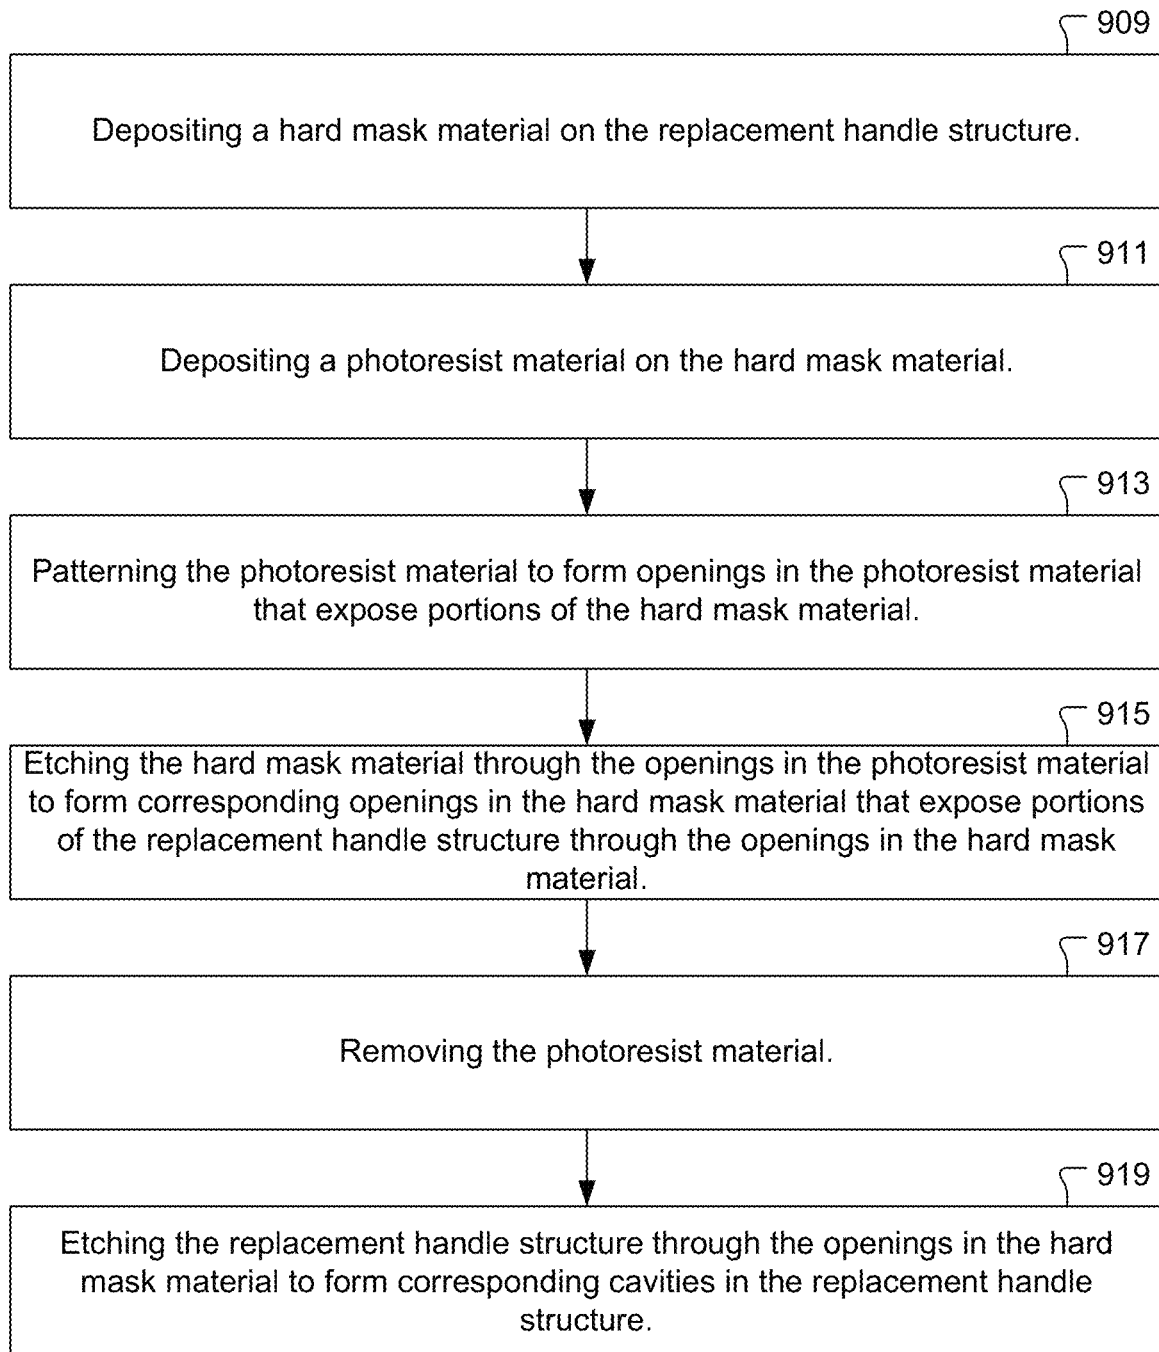 909
Depositing a hard mask material on the replacement handle structure.
911
Depositing a photoresist material on the hard mask material.
913
Patterning the photoresist material to form openings in the photoresist material
that expose portions of the hard mask material.
915
Etching the hard mask material through the openings in the photoresist material
to form corresponding openings in the hard mask material that expose portions
of the replacement handle structure through the openings in the hard mask
material.
917
Removing the photoresist material.
919
Etching the replacement handle structure through the openings in the hard
mask material to form corresponding cavities in the replacement handle
structure.